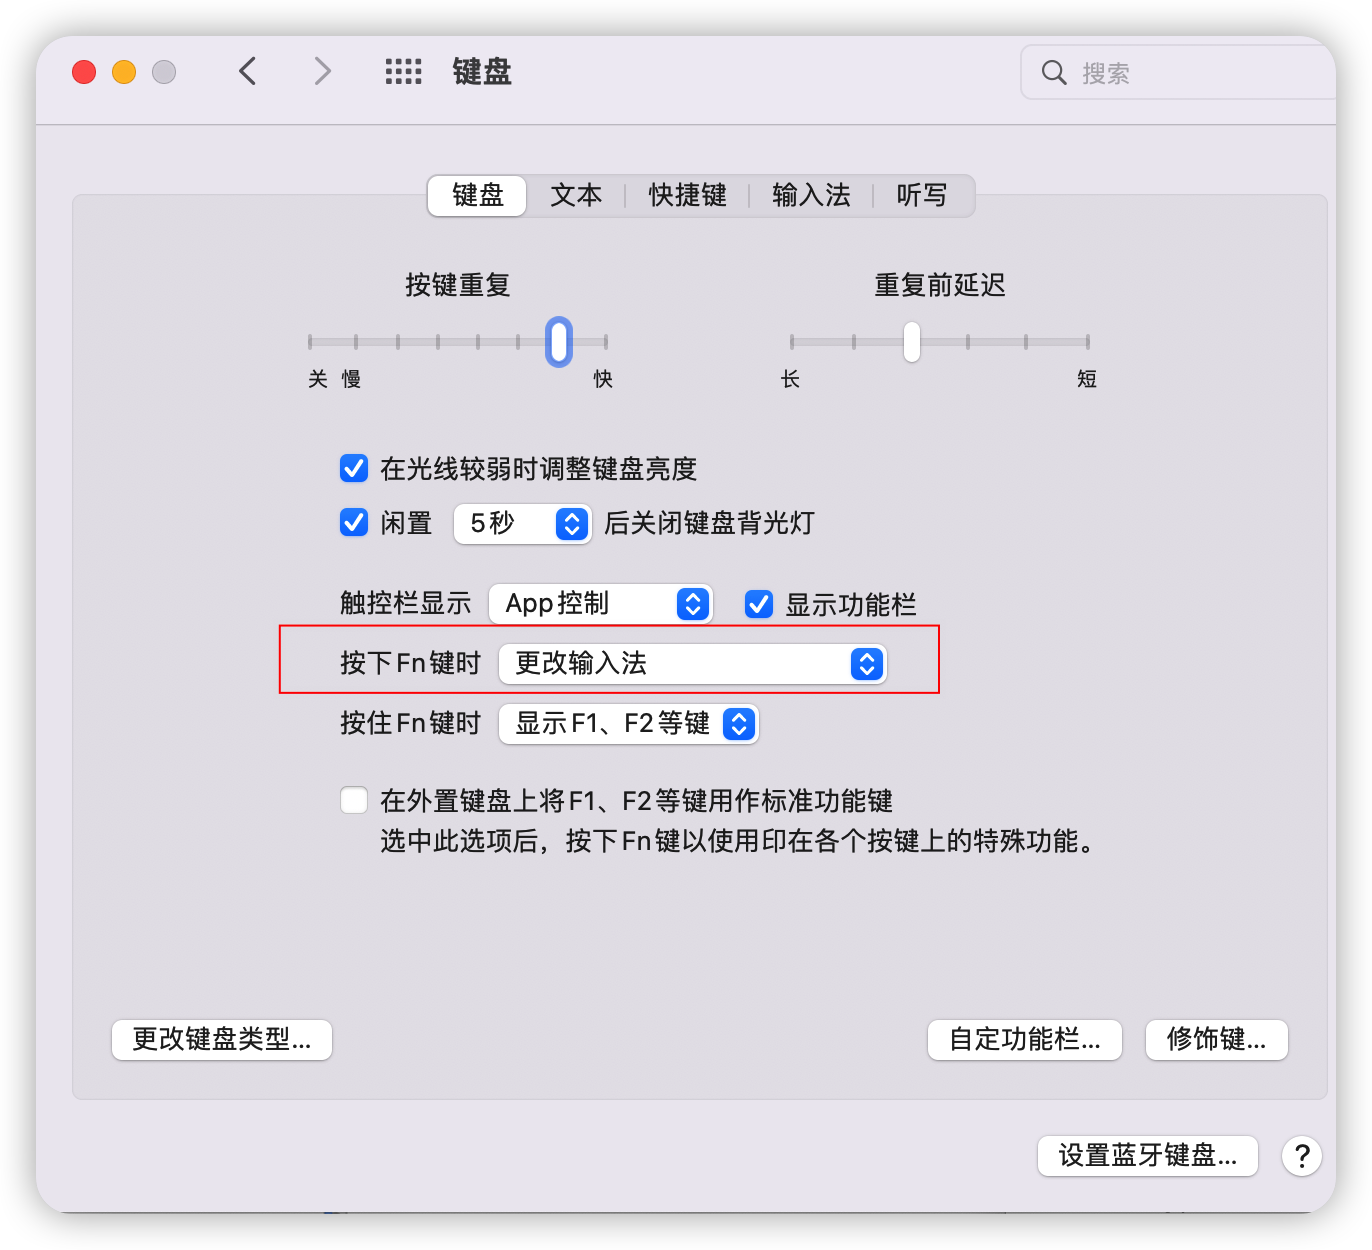 键盘
搜索
键盘 文本 快捷键 输入法 听写
按键重复 重复前延迟
关 慢 快 长 短
在光线较弱时调整键盘亮度
闲置 5秒 后关闭键盘背光灯
触控栏显示 App控制 显示功能栏
按下Fn键时 更改输入法
按住Fn键时 显示F1、F2等键
在外置键盘上将F1、F2等键用作标准功能键
选中此选项后，按下Fn键以使用印在各个按键上的特殊功能。
更改键盘类型... 自定功能栏... 修饰键...
设置蓝牙键盘... ?